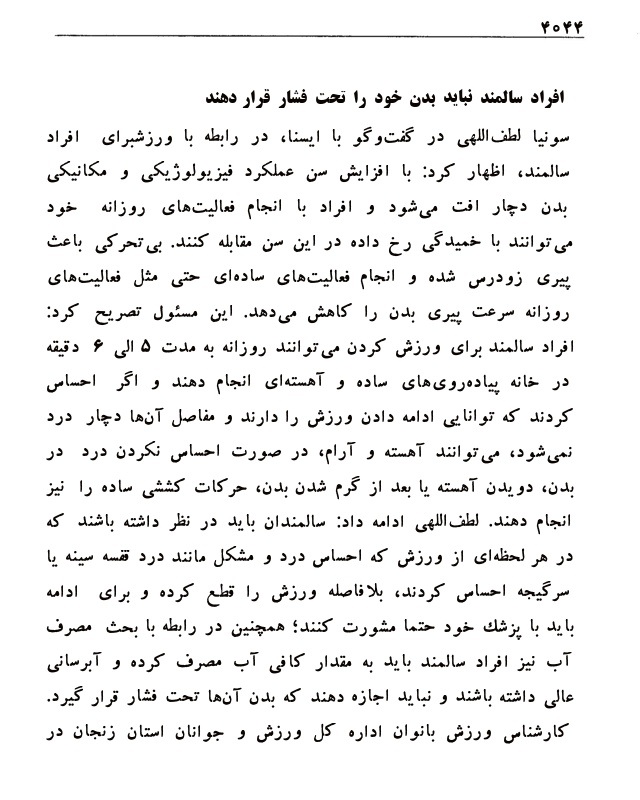 ۴۰۴۴
افراد سالمند نباید بدن خود را تحت فشار قرار دهند
سونیا لطف‌اللهی در گفت‌وگو با ایسنا، در رابطه با ورزشبرای افراد
سالمند، اظهار کرد: با افزایش سن عملکرد فیزیولوژیکی و مکانیکی
بدن دچار افت می‌شود و افراد با انجام فعالیت‌های روزانه خود
می‌توانند با خمیدگی رخ داده در این سن مقابله کنند. بی‌تحرکی باعث
پیری زودرس شده و انجام فعالیت‌های ساده‌ای حتی مثل فعالیت‌های
روزانه سرعت پیری بدن را کاهش می‌دهد. این مسئول تصریح کرد:
افراد سالمند برای ورزش کردن می‌توانند روزانه به مدت ۵ الی ۶ دقیقه
در خانه پیاده‌روی‌های ساده و آهسته‌ای انجام دهند و اگر احساس
کردند که توانایی ادامه دادن ورزش را دارند و مفاصل آن‌ها دچار درد
نمی‌شود، می‌توانند آهسته و آرام، در صورت احساس نکردن درد در
بدن، دویدن آهسته یا بعد از گرم شدن بدن، حرکات کششی ساده را نیز
انجام دهند. لطف‌اللهی ادامه داد: سالمندان باید در نظر داشته باشند که
در هر لحظه‌ای از ورزش که احساس درد و مشکل مانند درد قفسه سینه یا
سرگیجه احساس کردند، بلافاصله ورزش را قطع کرده و برای ادامه
باید با پزشك خود حتما مشورت کنند؛ همچنین در رابطه با بحث مصرف
آب نیز افراد سالمند باید به مقدار کافی آب مصرف کرده و آبرسانی
عالی داشته باشند و نباید اجازه دهند که بدن آن‌ها تحت فشار قرار گیرد.
کارشناس ورزش بانوان اداره کل ورزش و جوانان استان زنجان در